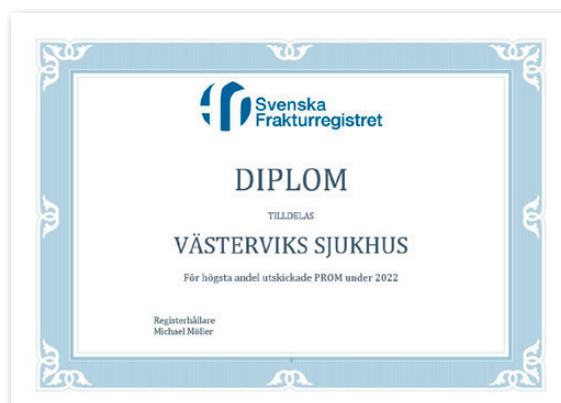 Svenska
Frakturregistret
DIPLOM
TILLDELAS
VÄSTERVIKS SJUKHUS
För högsta andel utskickade PROM under 2022
Registerhållare
Michael Möller